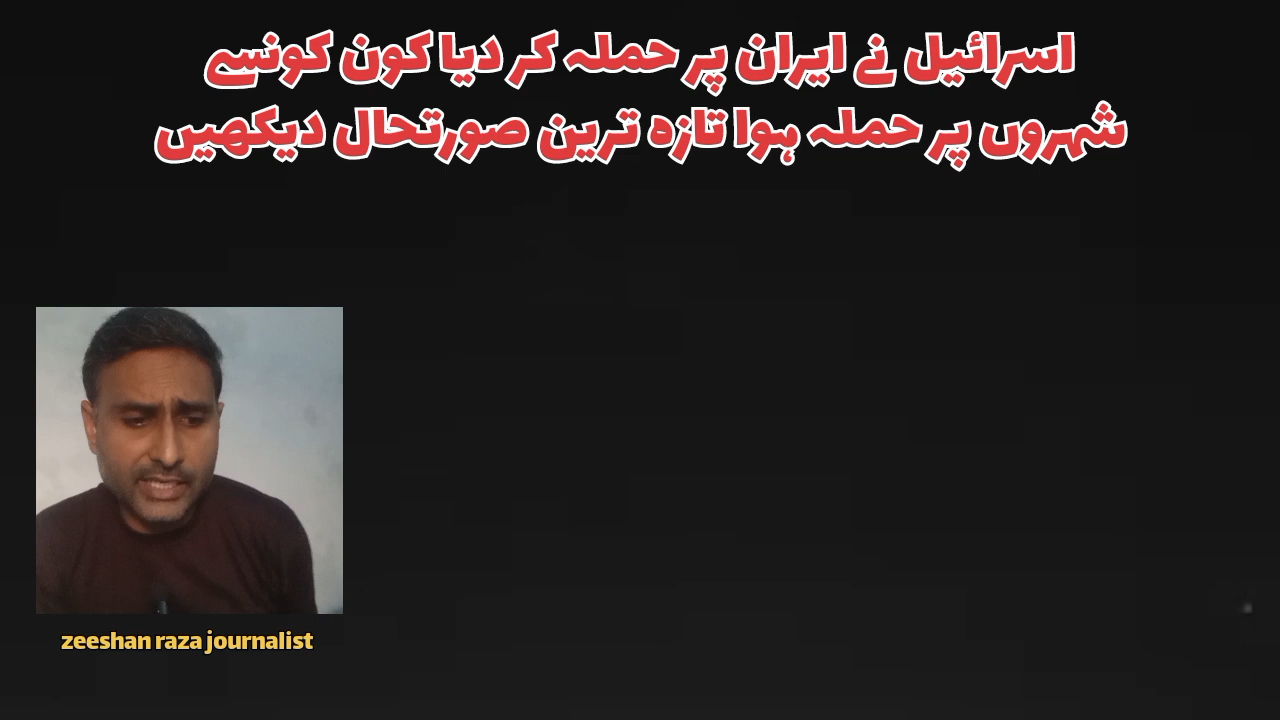 اسرائیل نے ایران پر حملہ کر دیا کون کونسے
شہروں پر حملہ ہوا تازہ ترین صورتحال دیکھیں
zeeshan raza journalist